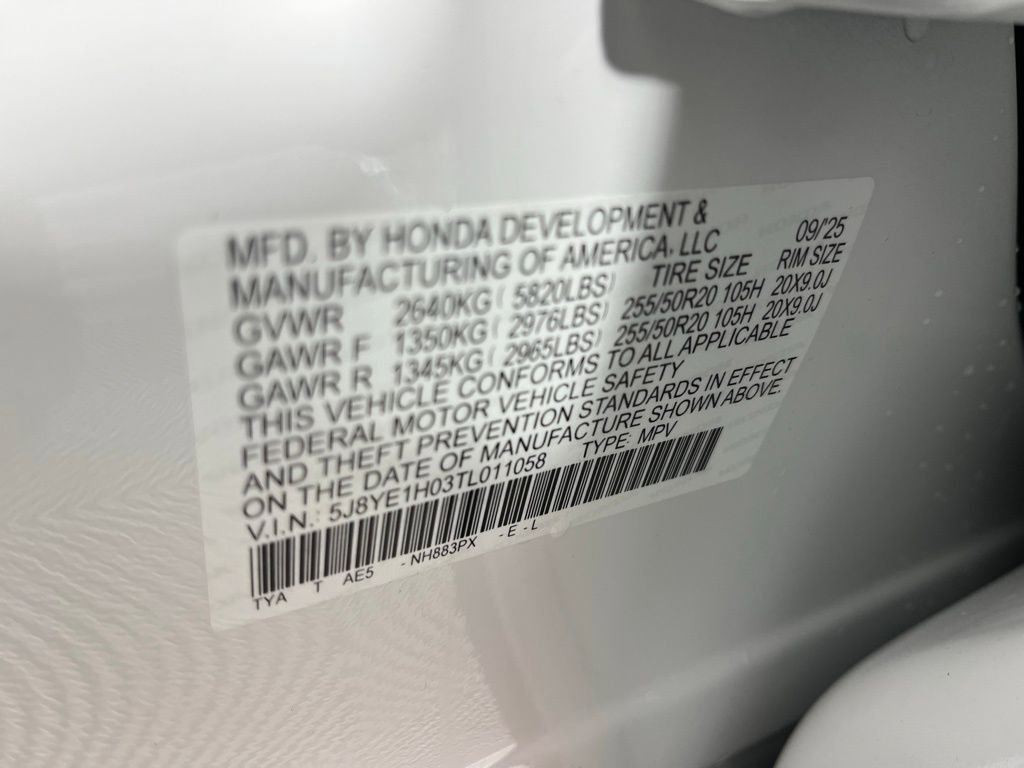 MFD. BY HONDA DEVELOPMENT & 09/'25
MANUFACTURING OF AMERICA, LLC
TIRE SIZE RIM SIZE
GVWR 2640KG ( 5820LBS)
GAWR F 1350KG ( 2976LBS) 255/50R20 105H 20X9.0J
GAWR R 1345KG ( 2965LBS) 255/50R20 105H 20X9.0J
THIS VEHICLE CONFORMS TO ALL APPLICABLE
FEDERAL MOTOR VEHICLE SAFETY
AND THEFT PREVENTION STANDARDS IN EFFECT
ON THE DATE OF MANUFACTURE SHOWN ABOVE.
V.I.N.: 5J8YE1H03TL011058 TYPE: MPV
TYA T AE5 - NH883PX - E - L